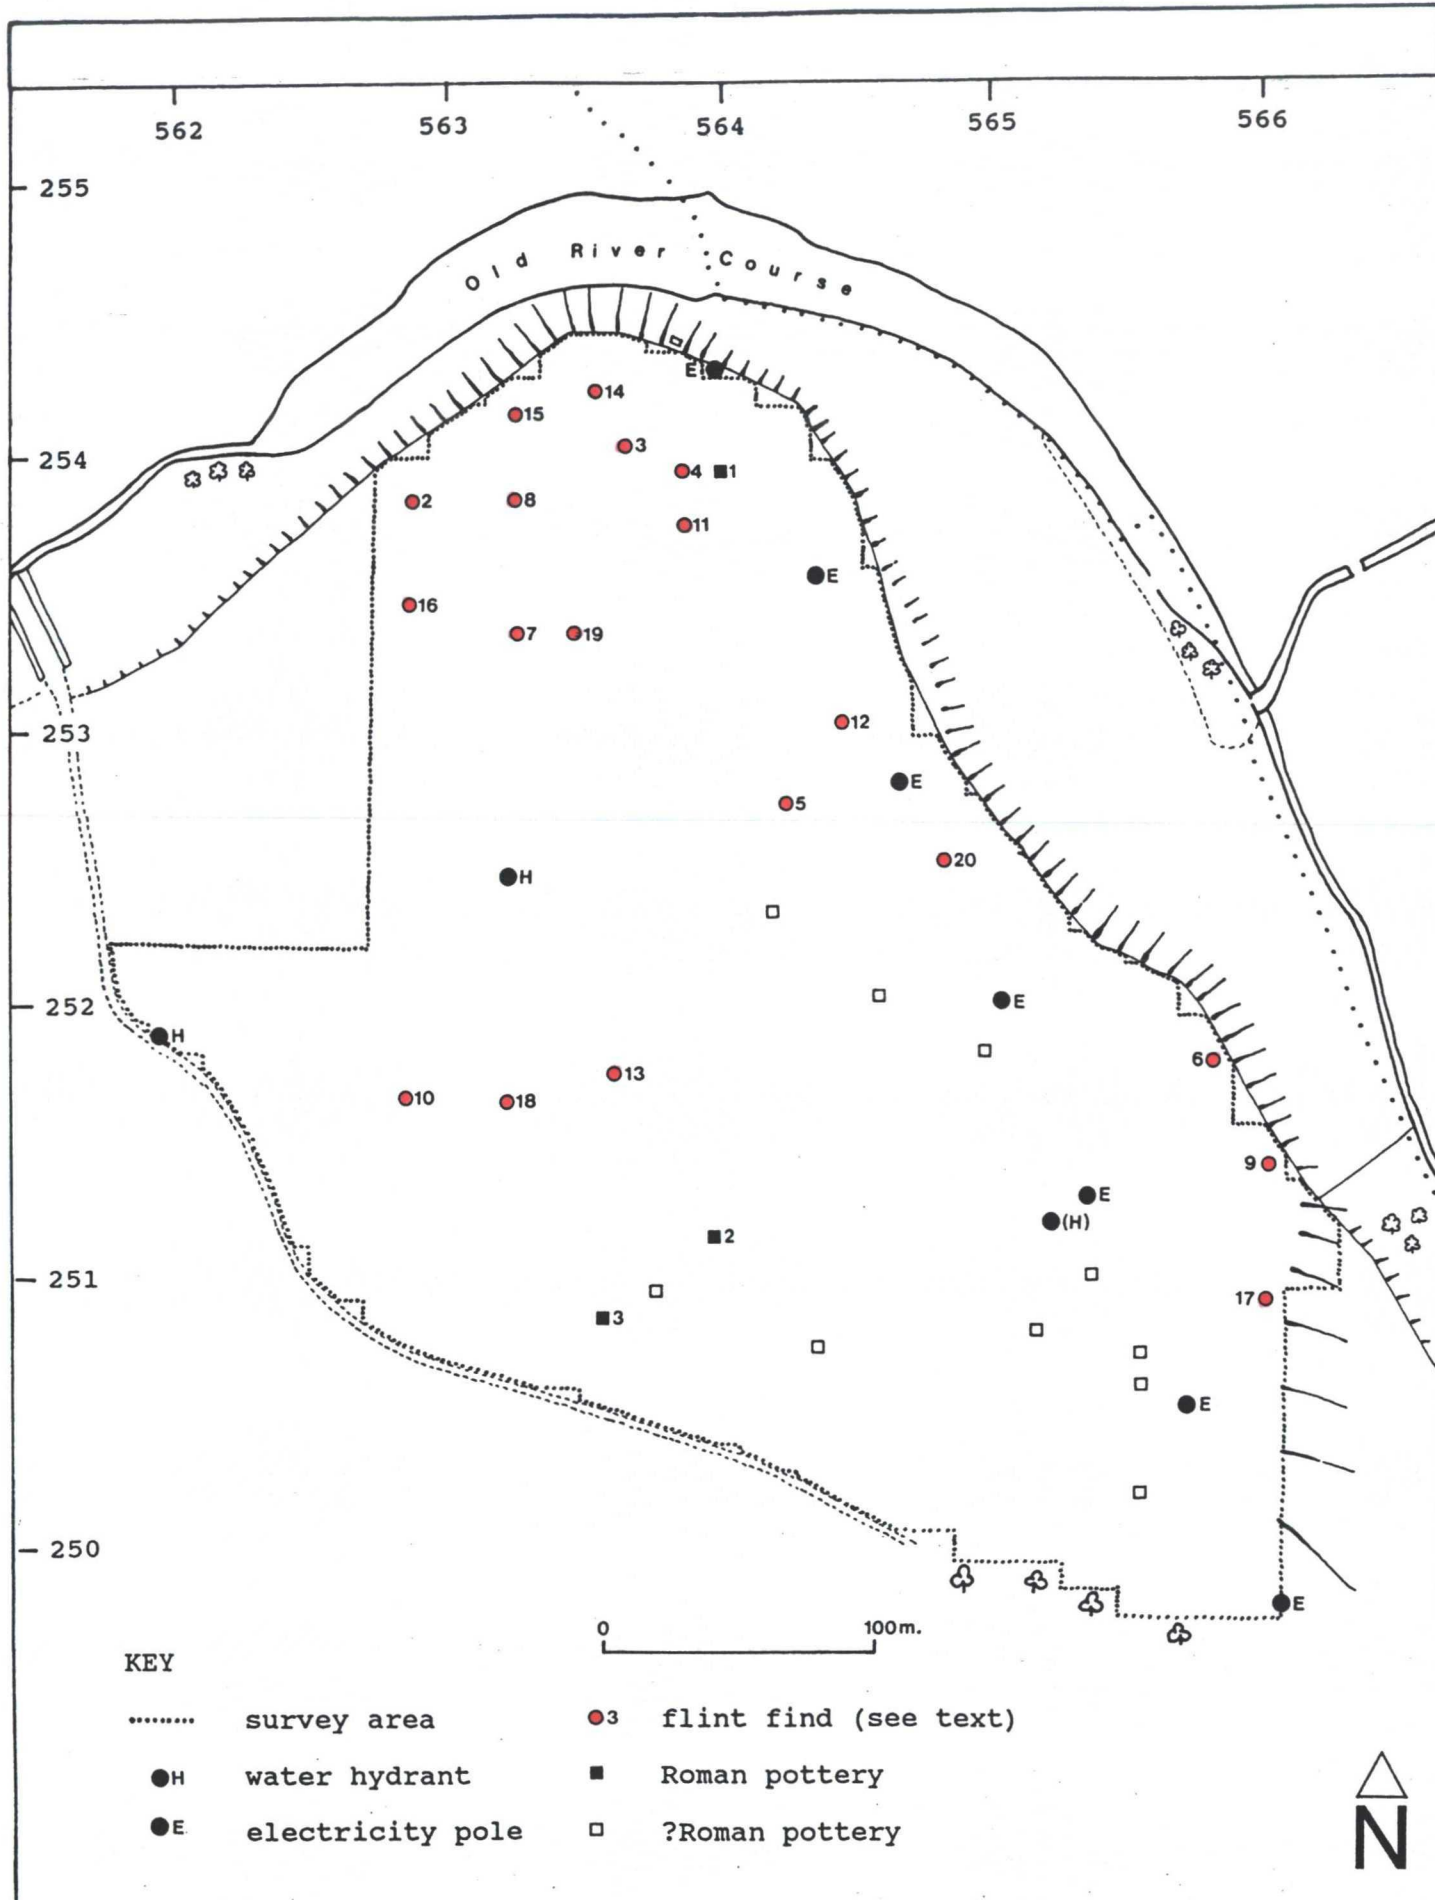 562 563 564 565 566
255
Old River Course
E
14
15
3
254
4 1
2 8
11
E
16
7 19
12
253
E
5
20
H
252
E
H
6
13
10 18
9
E
(H)
2
251
17
3
E
250
E
0 100m.
KEY
survey area
3 flint find (see text)
H water hydrant
Roman pottery
E electricity pole
?Roman pottery
N